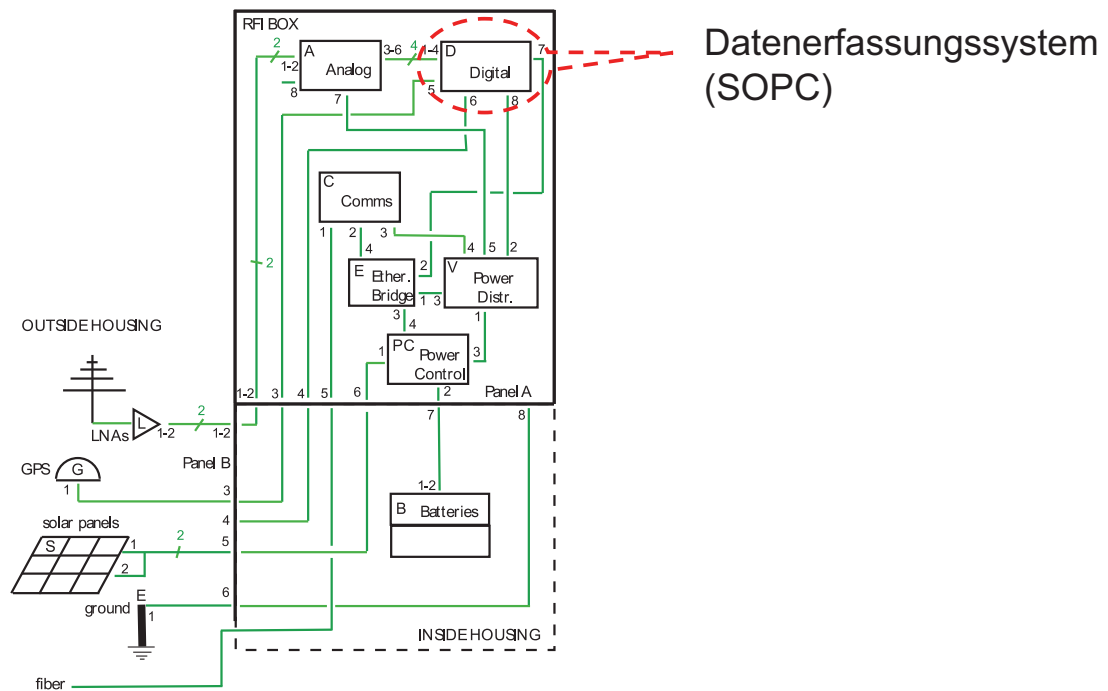 RFI BOX
Datenerfassungssystem
(SOPC)
2
A
Analog
1-2
8
7
3-6
4
1-4
D
Digital
7
5
6
8
C
Comms
1
2
3
4
4
5
2
2
E
Ether.
Bridge
2
1
3
V
Power
Distr.
3
4
1
PC
Power
Control
1
3
2
OUTSIDE HOUSING
1-2
3
4
5
6
Panel A
7
8
L
LNAs
1-2
2
1-2
Panel B
GPS
G
1
3
4
solar panels
S
1
2
2
5
1-2
B
Batteries
ground
E
1
6
INSIDE HOUSING
fiber